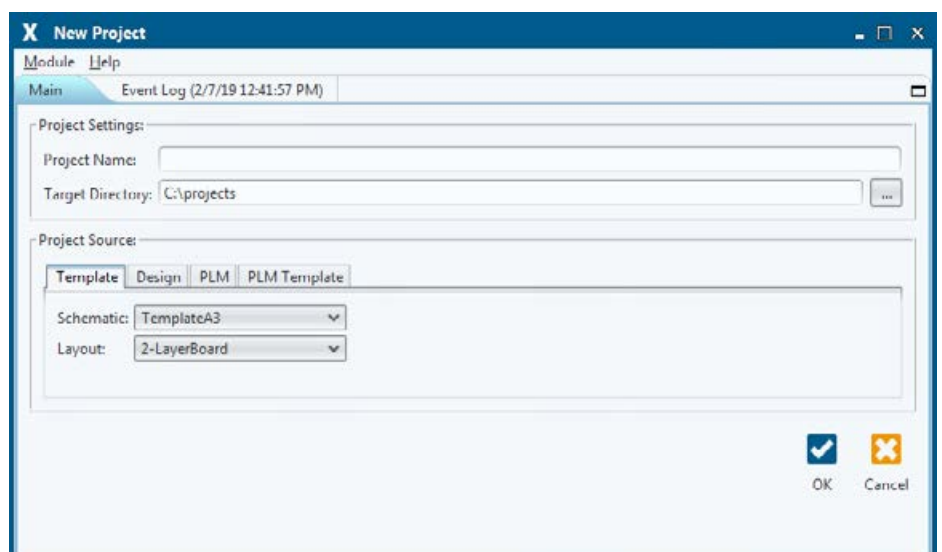 X New Project
Module Help
Main Event Log (2/7/19 12:41:57 PM)
Project Settings:
Project Name:
Target Directory: C:\projects ...
Project Source:
Template Design PLM PLM Template
Schematic: TemplateA3
Layout: 2-LayerBoard
OK Cancel